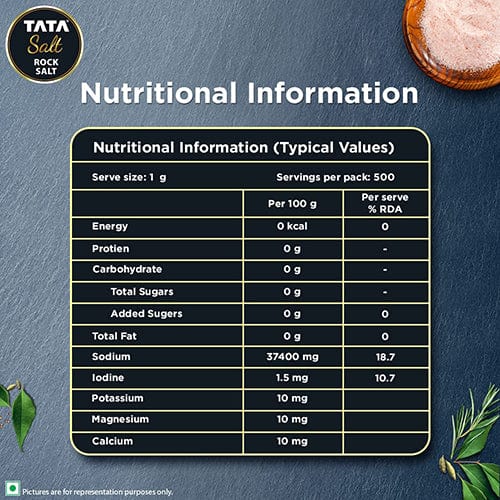 TATA
Salt
ROCK
SALT
Nutritional Information
Nutritional Information (Typical Values)
Serve size: 1 g Servings per pack: 500
Per 100 g Per serve % RDA
Energy 0 kcal 0
Protien 0 g -
Carbohydrate 0 g -
Total Sugars 0 g -
Added Sugers 0 g 0
Total Fat 0 g 0
Sodium 37400 mg 18.7
Iodine 1.5 mg 10.7
Potassium 10 mg
Magnesium 10 mg
Calcium 10 mg
Pictures are for representation purposes only.